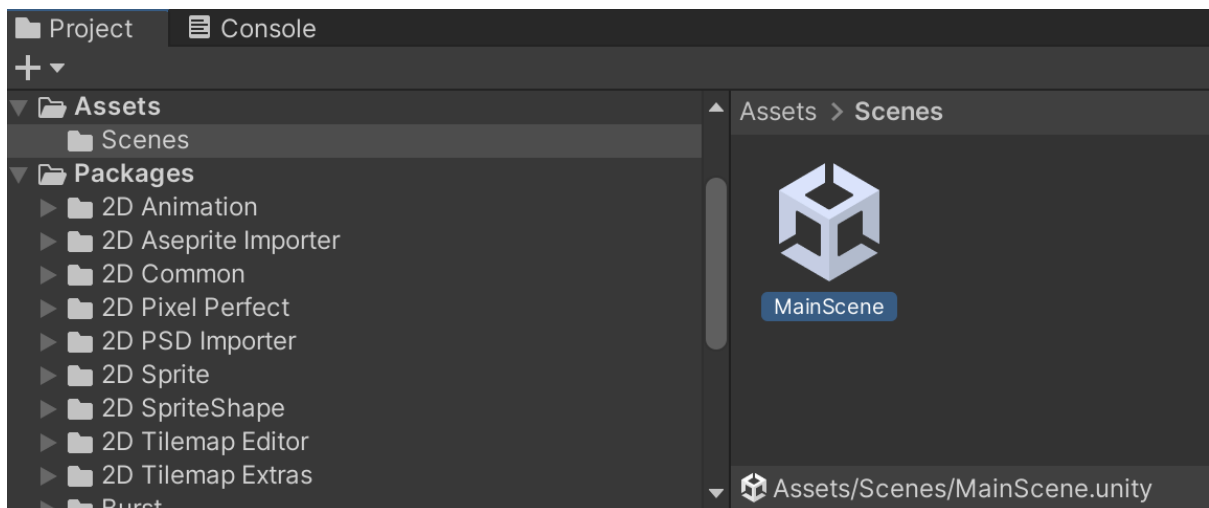 Project Console
Assets
Scenes
Packages
2D Animation
2D Aseprite Importer
2D Common
2D Pixel Perfect
2D PSD Importer
2D Sprite
2D SpriteShape
2D Tilemap Editor
2D Tilemap Extras
Burst
Assets > Scenes
MainScene
Assets/Scenes/MainScene.unity